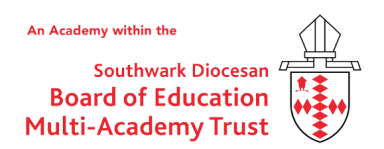 An Academy within the
Southwark Diocesan
Board of Education
Multi-Academy Trust